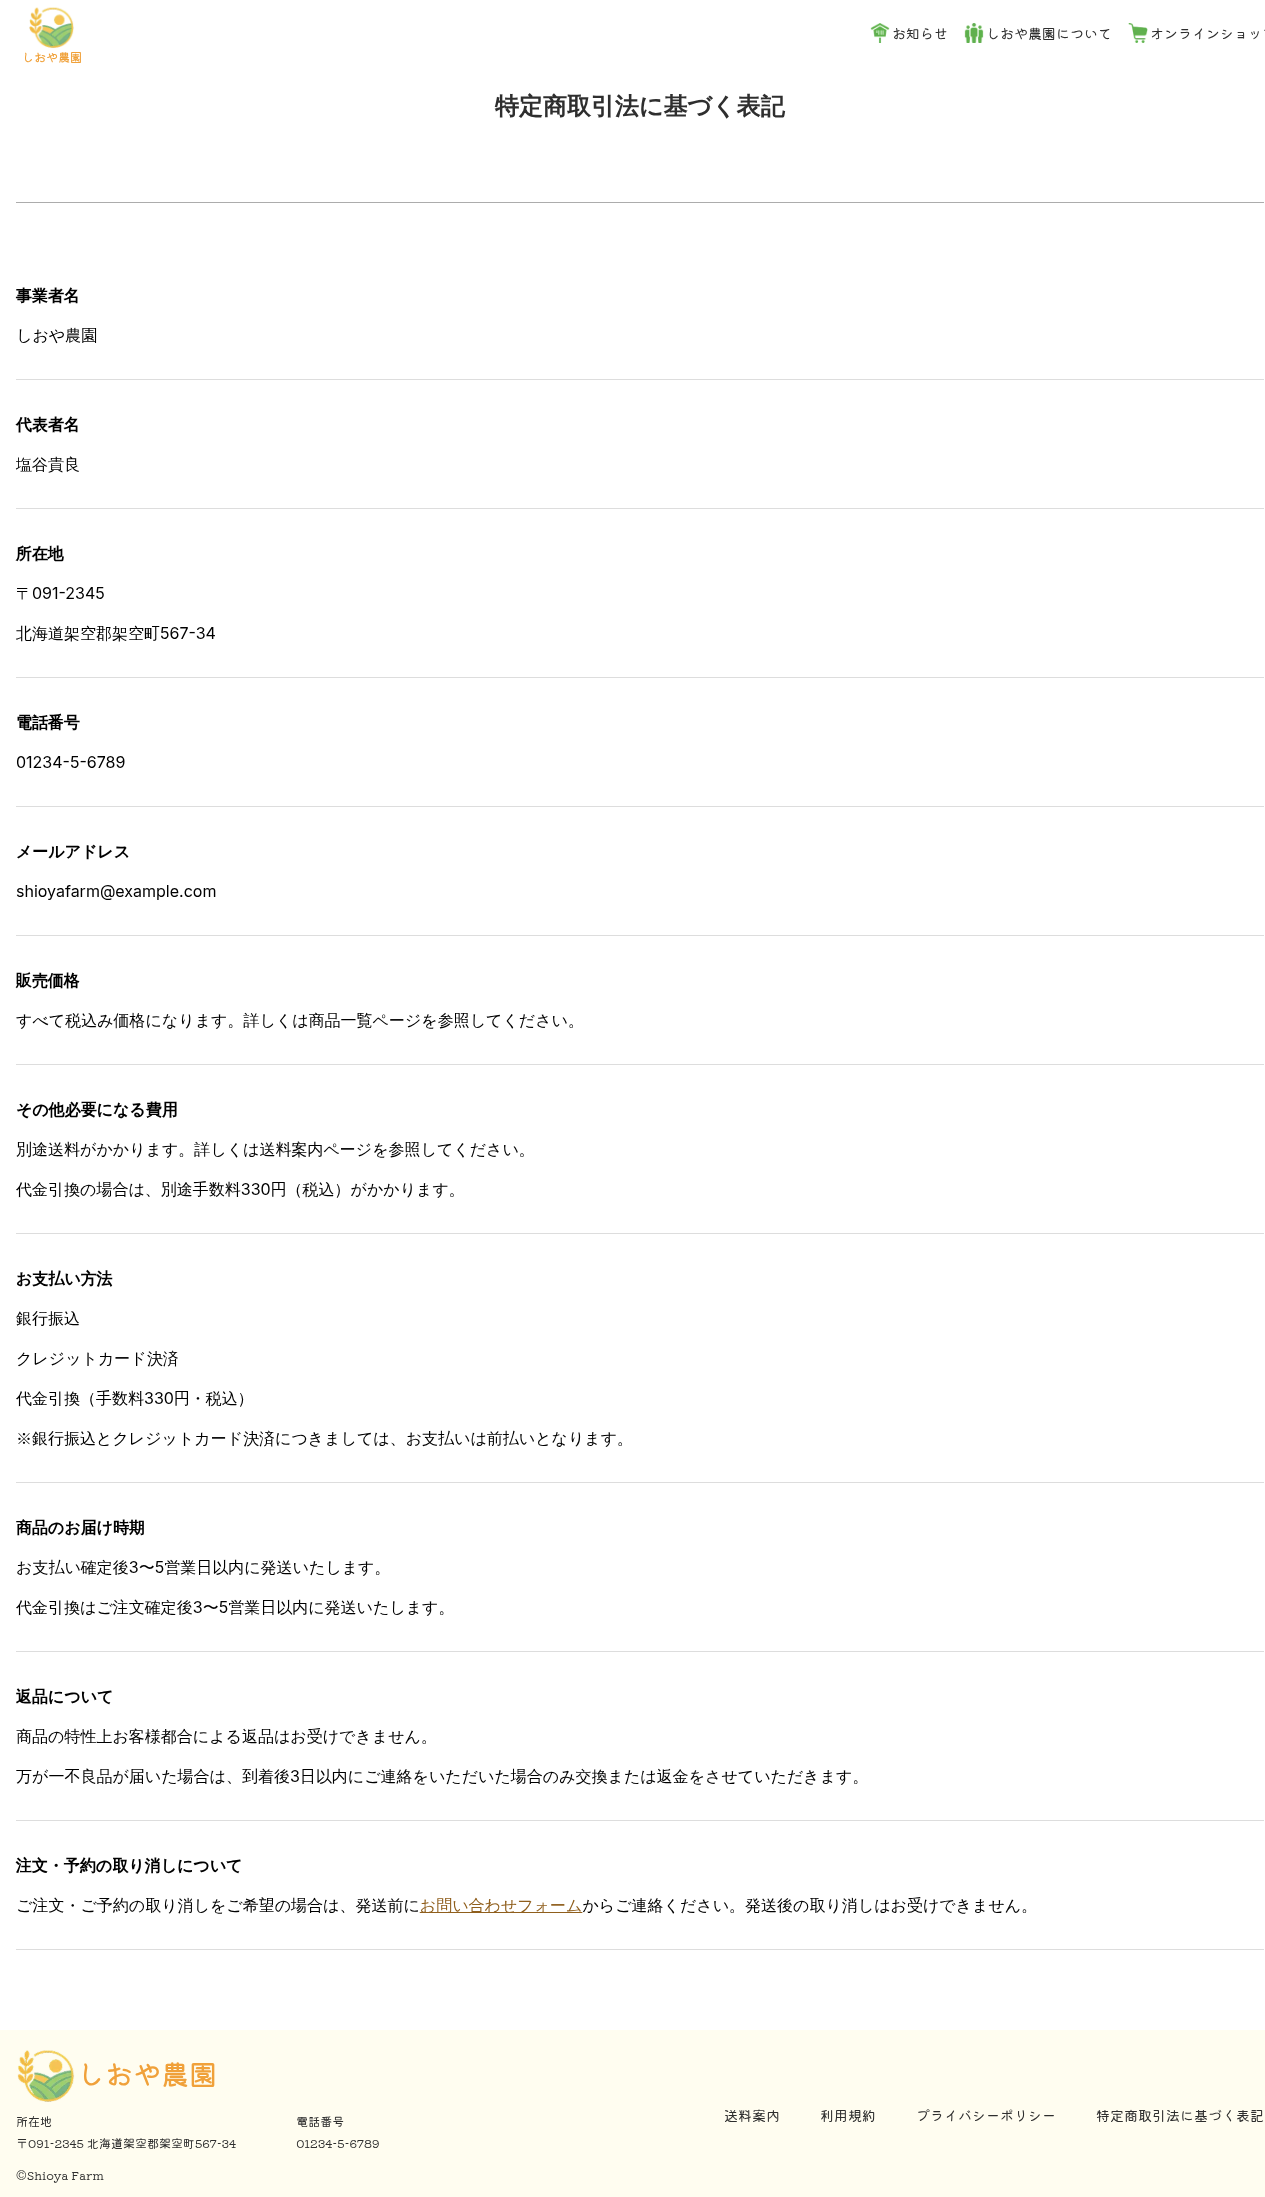 しおや農園
お知らせ
しおや農園について
オンラインショッ
特定商取引法に基づく表記
事業者名
しおや農園
代表者名
塩谷貴良
所在地
〒091-2345
北海道架空郡架空町567-34
電話番号
01234-5-6789
メールアドレス
shioyafarm@example.com
販売価格
すべて税込み価格になります。詳しくは商品一覧ページを参照してください。
その他必要になる費用
別途送料がかかります。詳しくは送料案内ページを参照してください。
代金引換の場合は、別途手数料330円（税込）がかかります。
お支払い方法
銀行振込
クレジットカード決済
代金引換（手数料330円・税込）
※銀行振込とクレジットカード決済につきましては、お支払いは前払いとなります。
商品のお届け時期
お支払い確定後3〜5営業日以内に発送いたします。
代金引換はご注文確定後3〜5営業日以内に発送いたします。
返品について
商品の特性上お客様都合による返品はお受けできません。
万が一不良品が届いた場合は、到着後3日以内にご連絡をいただいた場合のみ交換または返金をさせていただきます。
注文・予約の取り消しについて
ご注文・ご予約の取り消しをご希望の場合は、発送前にお問い合わせフォームからご連絡ください。発送後の取り消しはお受けできません。
しおや農園
所在地
〒091-2345 北海道架空郡架空町567-34
電話番号
01234-5-6789
送料案内
利用規約
プライバシーポリシー
特定商取引法に基づく表記
©Shioya Farm